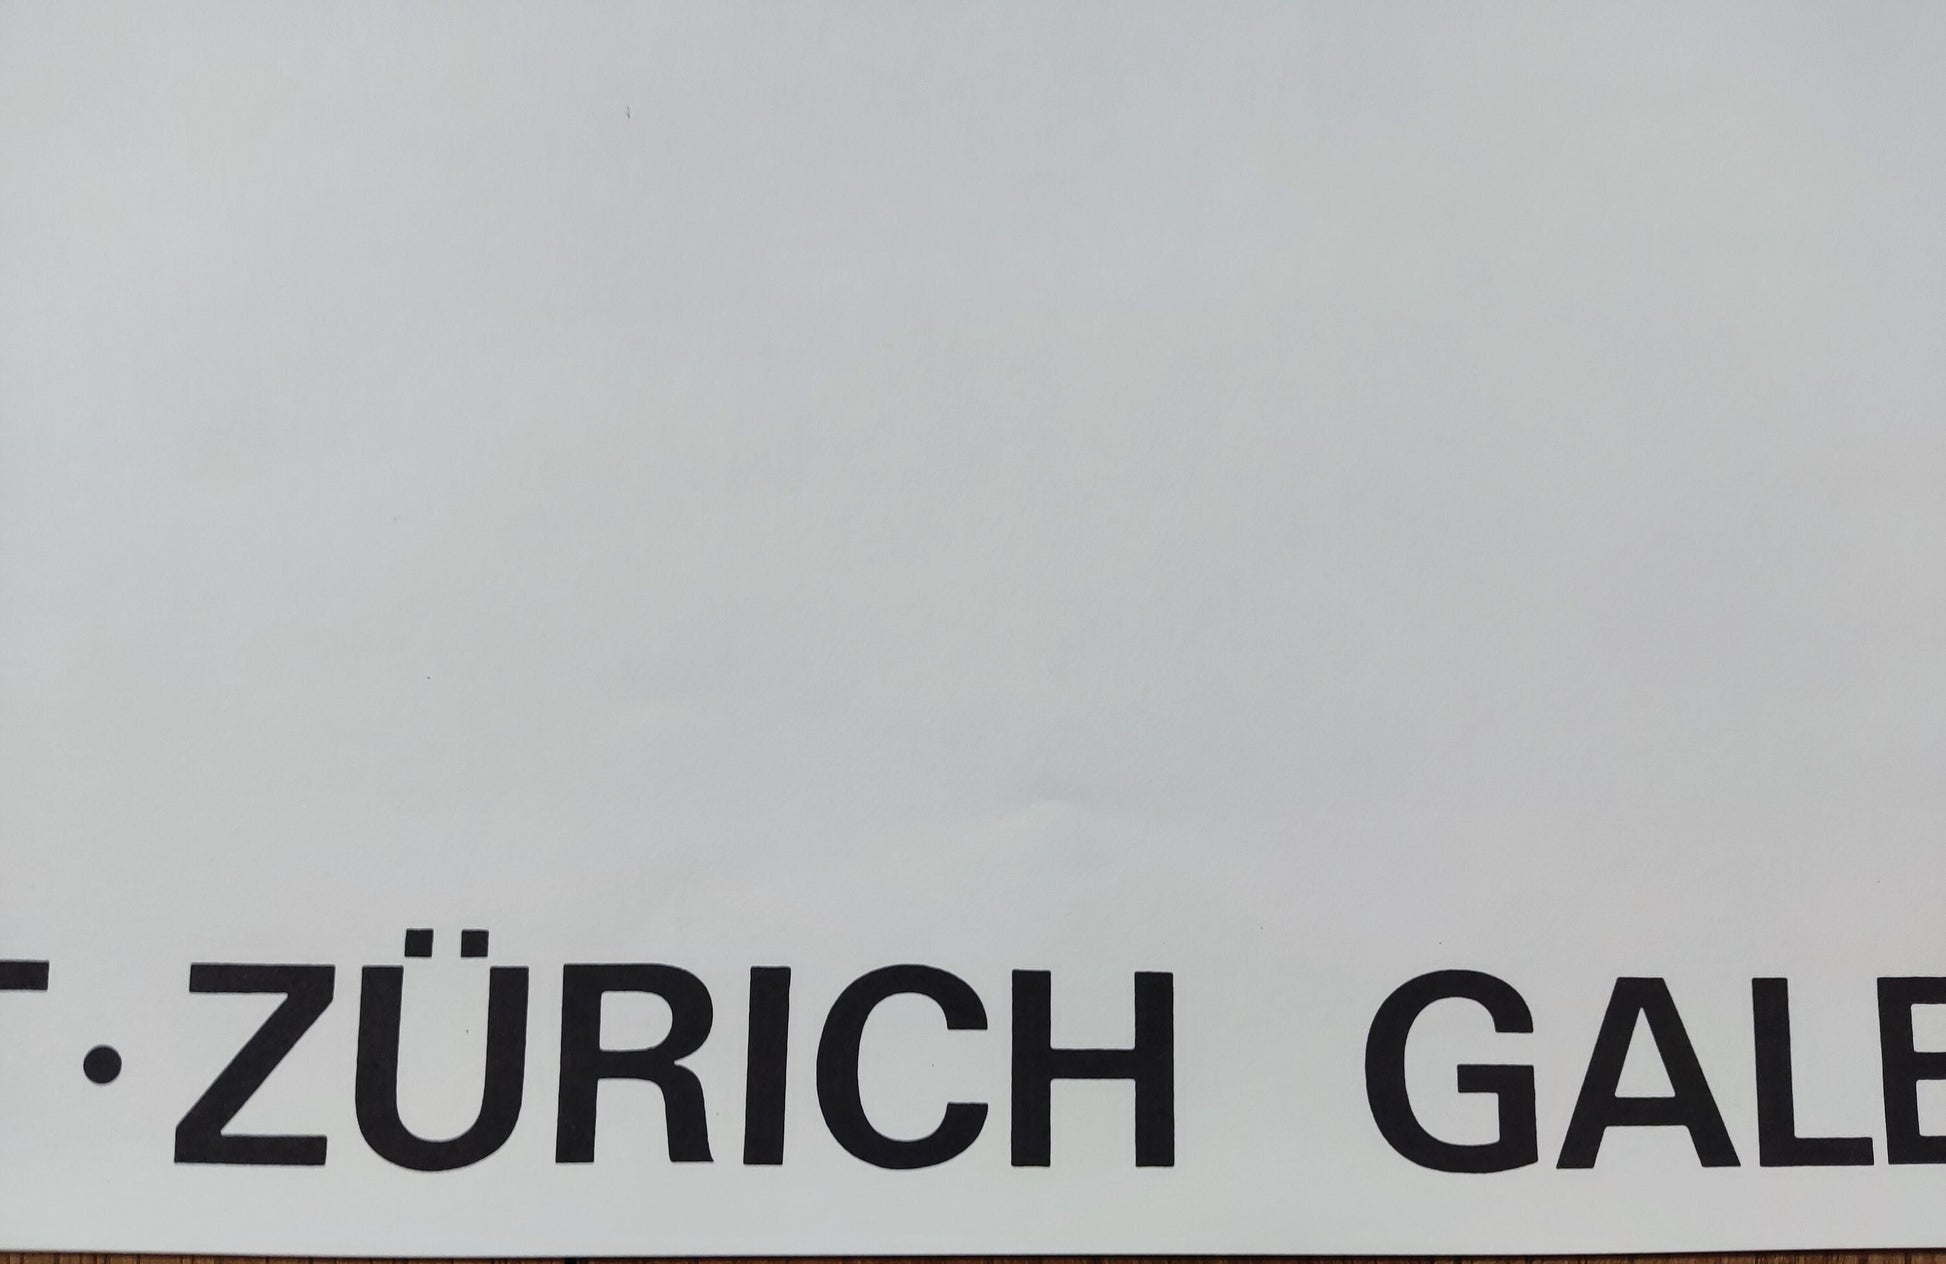 T · ZÜRICH GALE